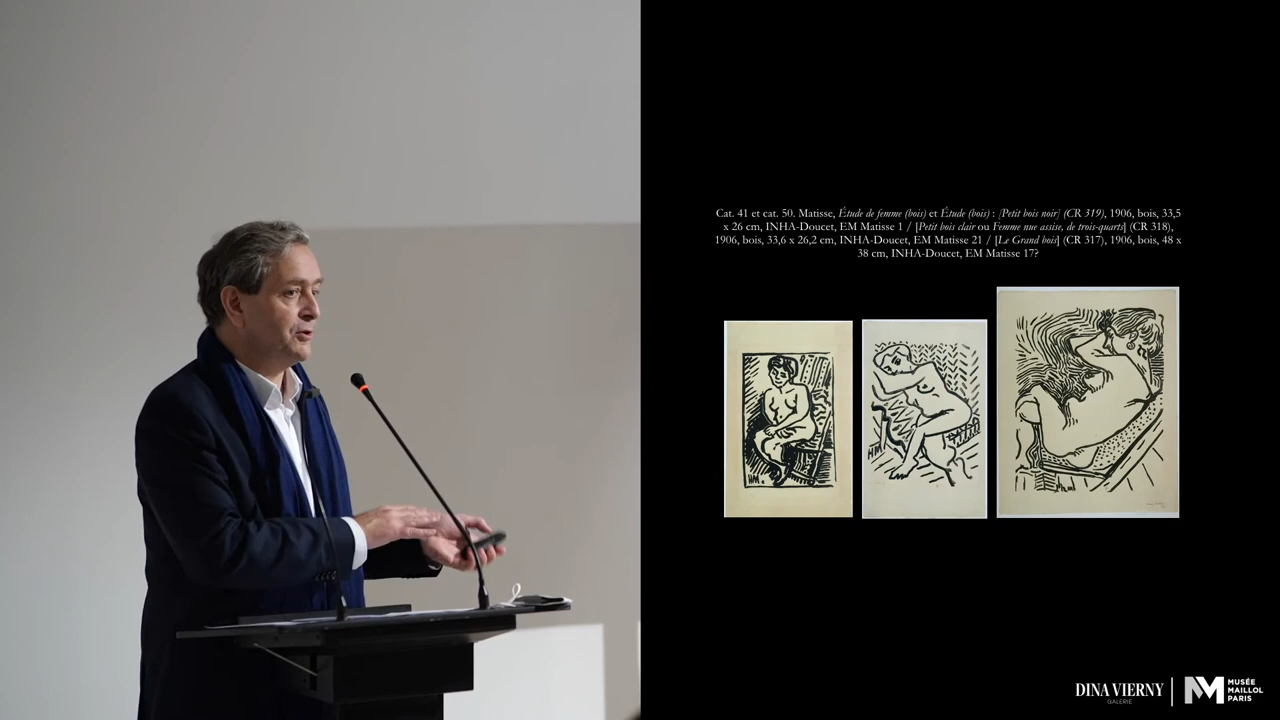 Cat. 41 et cat. 50. Matisse, Étude de femme (bois) et Étude (bois) : [Petit bois noir] (CR 319), 1906, bois, 33,5
x 26 cm, INHA-Doucet, EM Matisse 1 / [Petit bois clair ou Femme nue assise, de trois-quarts] (CR 318),
1906, bois, 33,6 x 26,2 cm, INHA-Doucet, EM Matisse 21 / [Le Grand bois] (CR 317), 1906, bois, 48 x
38 cm, INHA-Doucet, EM Matisse 17?
HM
HM
DINA VIERNY
GALERIE
MUSÉE
MAILLOL
PARIS